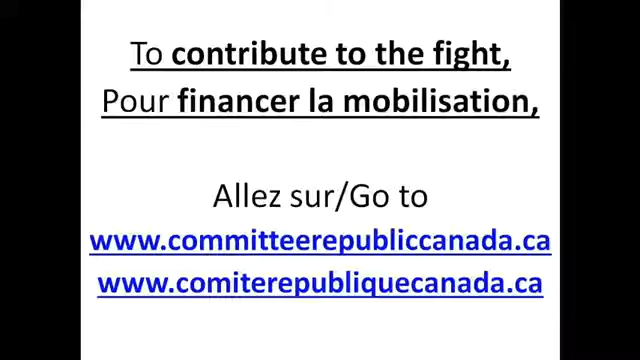 To contribute to the fight,
Pour financer la mobilisation,
Allez sur/Go to
www.committeerepubliccanada.ca
www.comiterepubliquecanada.ca